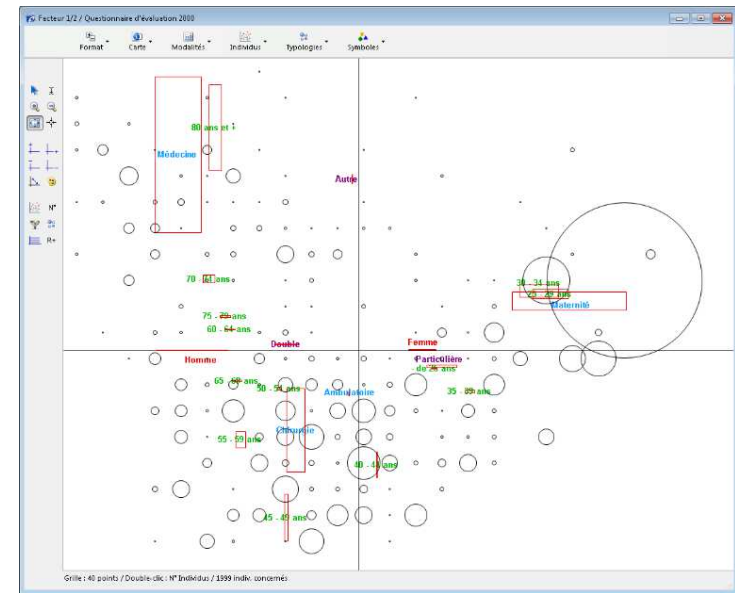 Facteur 1/2 / Questionnaire d'évaluation 2000
Format Carte Modalités Individus Typologies Symboles
N°
R+
80 ans et
Médecine
Autre
70 - 74 ans
30 - 34 ans
25 - 29 ans
Maternité
75 - 79 ans
60 - 64 ans
Double
Femme
Homme
Particulière
- de 25 ans
65 - 69 ans
50 - 54 ans
Ambulatoire
35 - 39 ans
Chirurgie
55 - 59 ans
40 - 44 ans
45 - 49 ans
Grille : 40 points / Double-clic : N° Individus / 1999 indiv. concernés